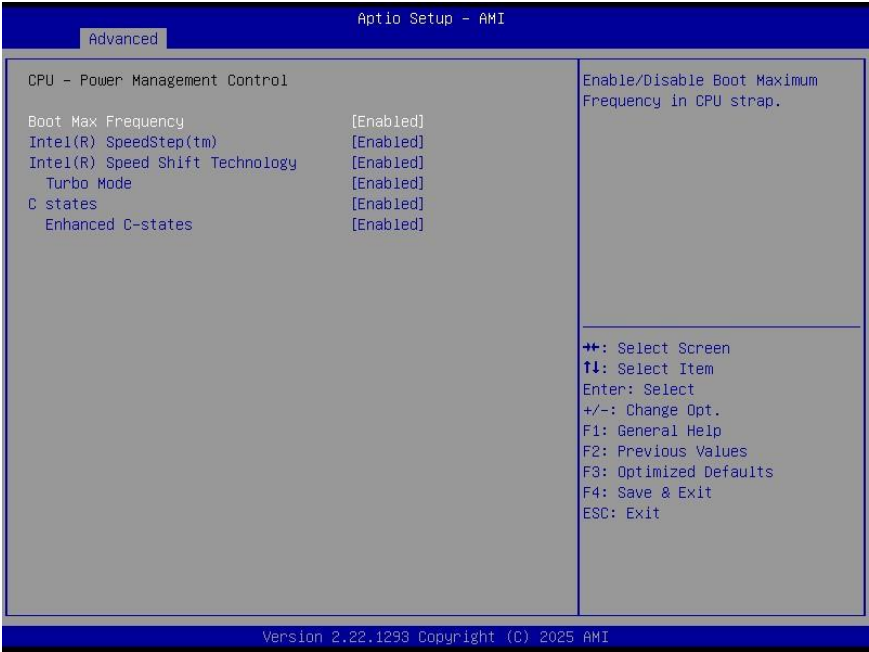 Aptio Setup – AMI
Advanced
CPU – Power Management Control
Boot Max Frequency [Enabled]
Intel(R) SpeedStep(tm) [Enabled]
Intel(R) Speed Shift Technology [Enabled]
Turbo Mode [Enabled]
C states [Enabled]
Enhanced C-states [Enabled]
Enable/Disable Boot Maximum
Frequency in CPU strap.
→←: Select Screen
↑↓: Select Item
Enter: Select
+/-: Change Opt.
F1: General Help
F2: Previous Values
F3: Optimized Defaults
F4: Save & Exit
ESC: Exit
Version 2.22.1293 Copyright (C) 2025 AMI